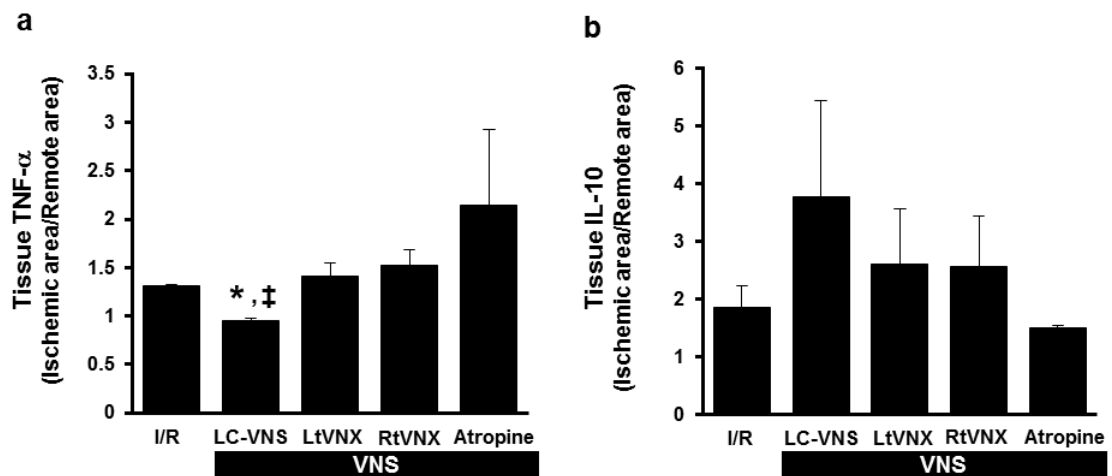 a
Tissue TNF-α
(Ischemic area/Remote area)
3.5
3
2.5
2
1.5
1
0.5
0
*,‡
I/R
LC-VNS
LtVNX
RtVNX
Atropine
VNS
b
Tissue IL-10
(Ischemic area/Remote area)
6
5
4
3
2
1
0
I/R
LC-VNS
LtVNX
RtVNX
Atropine
VNS